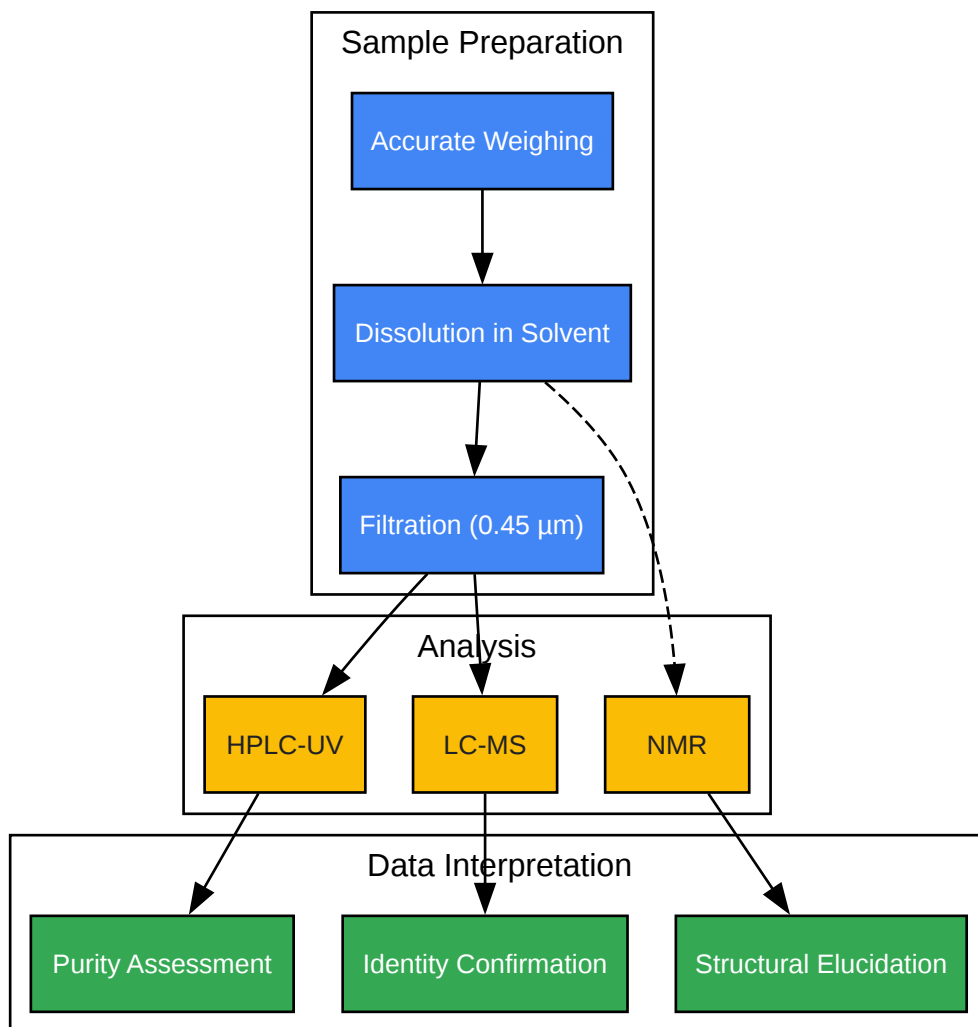 Sample Preparation
Accurate Weighing
Dissolution in Solvent
Filtration (0.45 µm)
Analysis
HPLC-UV
LC-MS
NMR
Data Interpretation
Purity Assessment
Identity Confirmation
Structural Elucidation